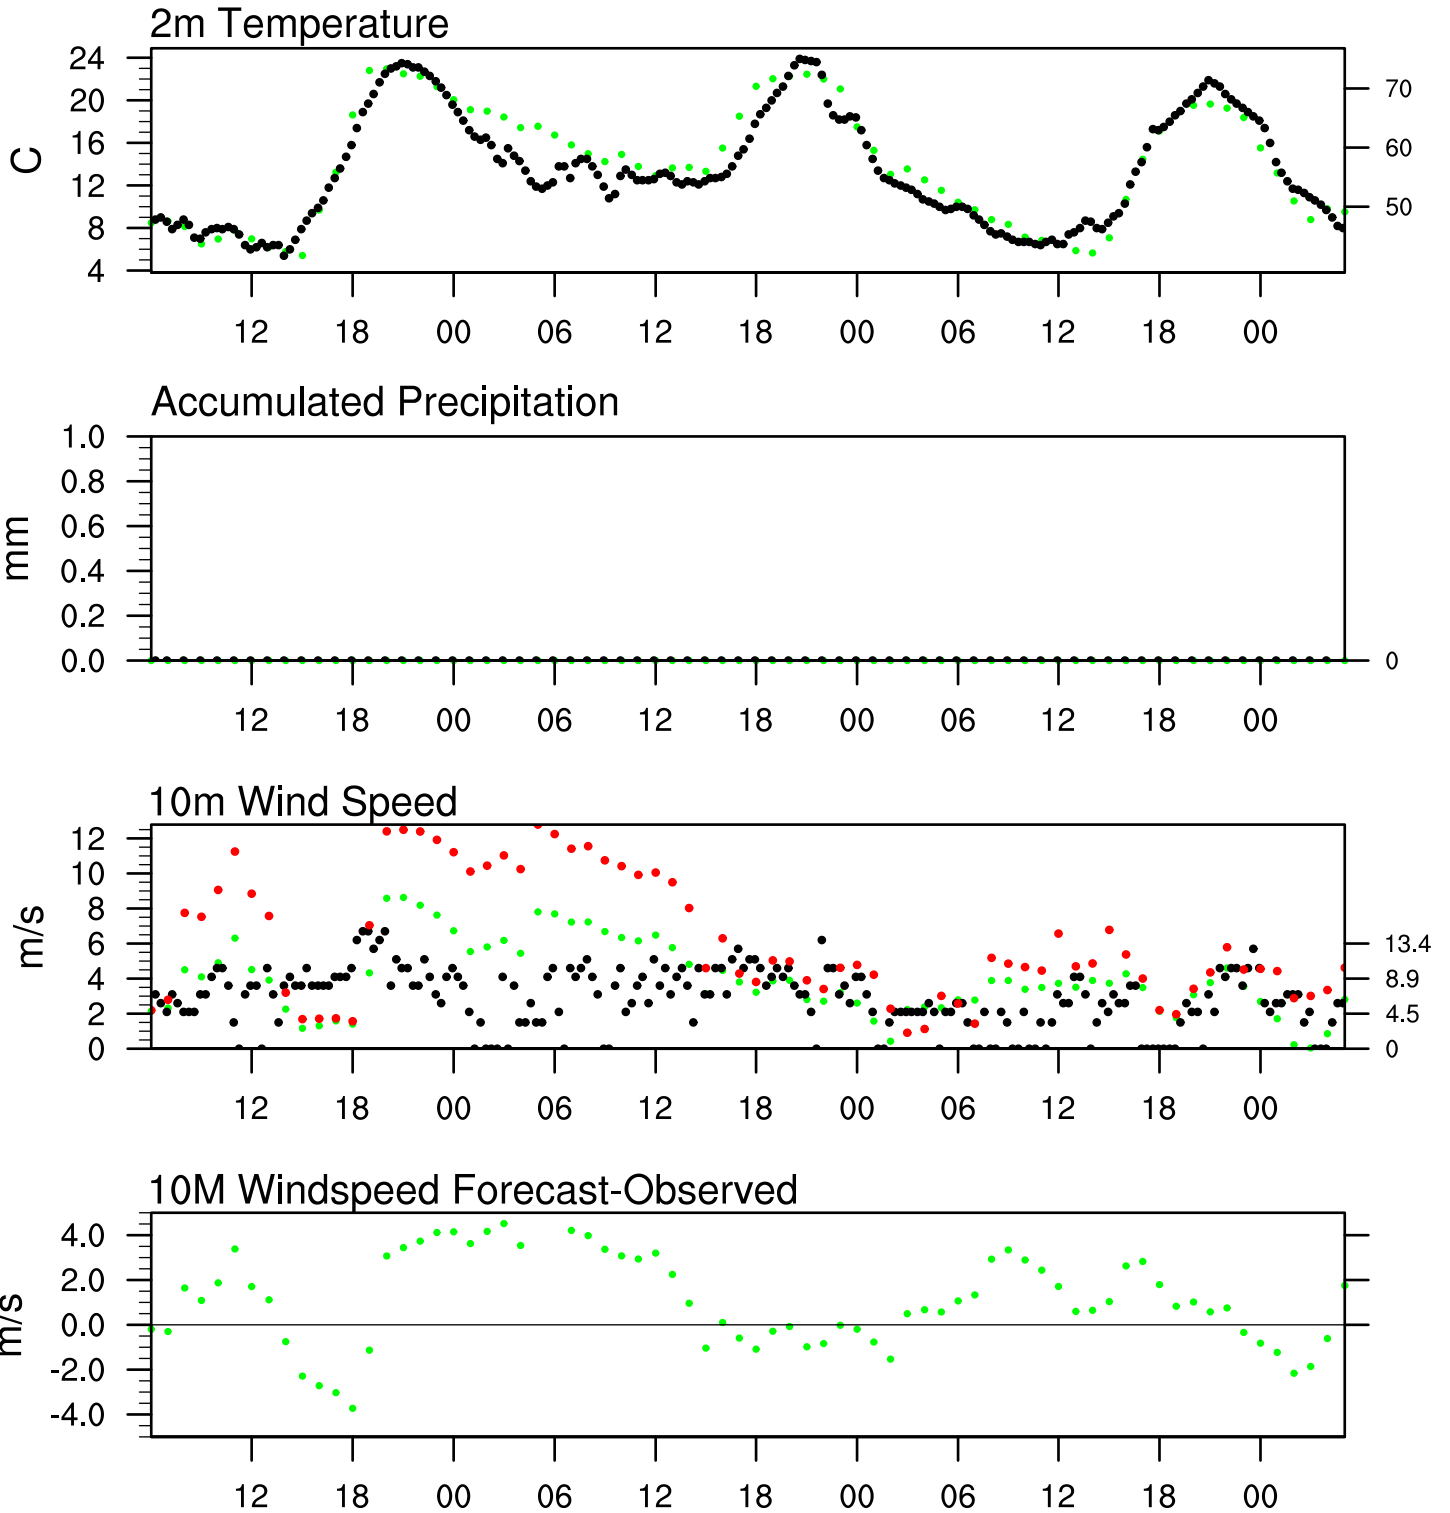 2m Temperature
24
20
16
12
8
4
C
70
60
50
12 18 00 06 12 18 00 06 12 18 00
Accumulated Precipitation
1.0
0.8
0.6
0.4
0.2
0.0
mm
0
12 18 00 06 12 18 00 06 12 18 00
10m Wind Speed
12
10
8
6
4
2
0
m/s
13.4
8.9
4.5
0
12 18 00 06 12 18 00 06 12 18 00
10M Windspeed Forecast-Observed
4.0
2.0
0.0
-2.0
-4.0
m/s
12 18 00 06 12 18 00 06 12 18 00